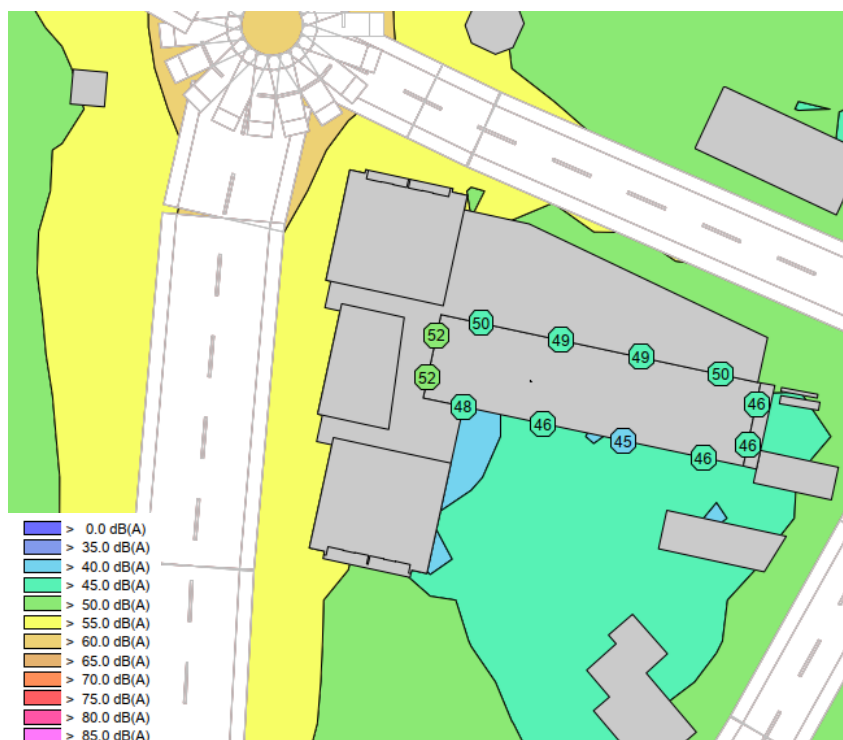 50
52
49
49
52
50
48
46
46
45
46
46
> 0.0 dB(A)
> 35.0 dB(A)
> 40.0 dB(A)
> 45.0 dB(A)
> 50.0 dB(A)
> 55.0 dB(A)
> 60.0 dB(A)
> 65.0 dB(A)
> 70.0 dB(A)
> 75.0 dB(A)
> 80.0 dB(A)
> 85.0 dB(A)